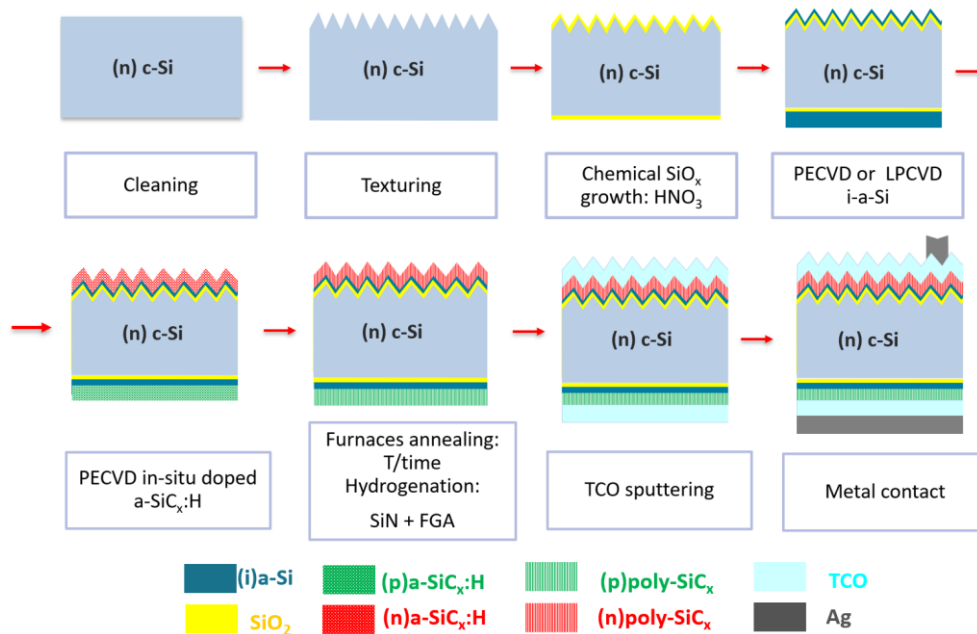 (n) c-Si
(n) c-Si
(n) c-Si
(n) c-Si
Cleaning
Texturing
Chemical SiOₓ
growth: HNO₃
PECVD or LPCVD
i-a-Si
(n) c-Si
(n) c-Si
(n) c-Si
(n) c-Si
PECVD in-situ doped
a-SiCₓ:H
Furnaces annealing:
T/time
Hydrogenation:
SiN + FGA
TCO sputtering
Metal contact
(i)a-Si
(p)a-SiCₓ:H
(p)poly-SiCₓ
TCO
SiO₂
(n)a-SiCₓ:H
(n)poly-SiCₓ
Ag